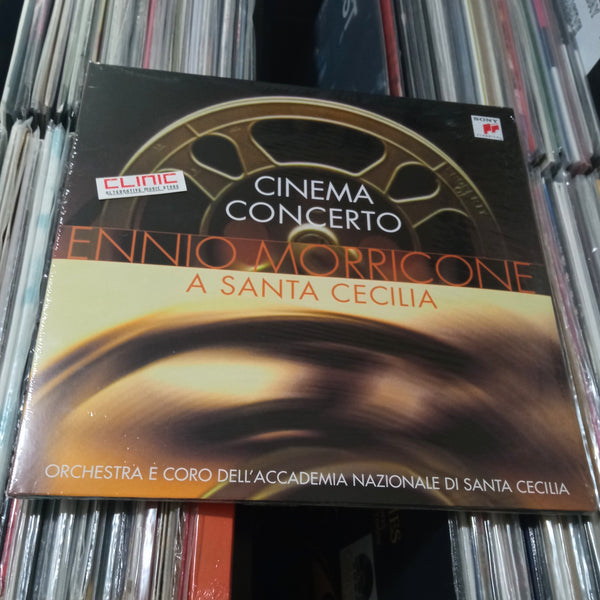 SONY
CLASSICAL
CLINIC
ALTERNATIVE MUSIC STORE
CINEMA
CONCERTO
ENNIO MORRICONE
A SANTA CECILIA
ORCHESTRA E CORO DELL'ACCADEMIA NAZIONALE DI SANTA CECILIA